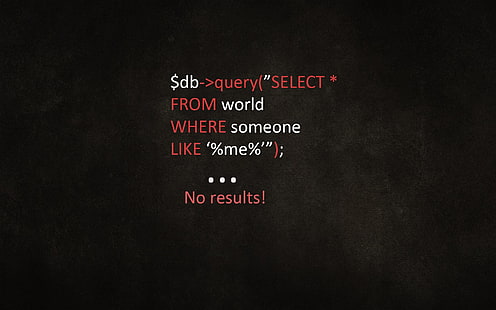 $db->query(”SELECT *
FROM world
WHERE someone
LIKE ‘%me%’”);
...
No results!